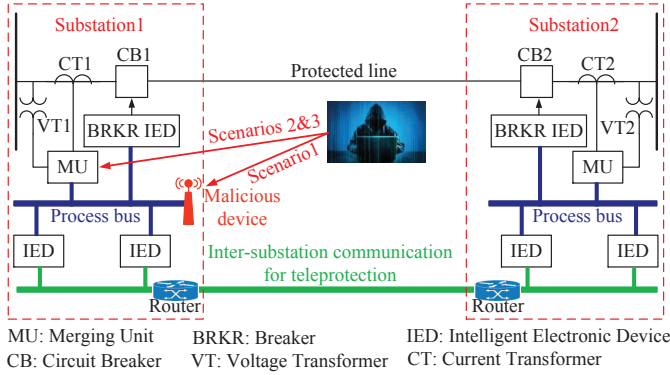 Substation1
Substation2
CT1
CB1
Protected line
CB2
CT2
VT1
BRKR IED
Scenarios 2&3
BRKR IED
VT2
MU
Scenario1
MU
Process bus
Malicious
device
Process bus
IED
IED
Inter-substation communication
for teleprotection
IED
IED
Router
Router
MU: Merging Unit
BRKR: Breaker
IED: Intelligent Electronic Device
CB: Circuit Breaker
VT: Voltage Transformer
CT: Current Transformer